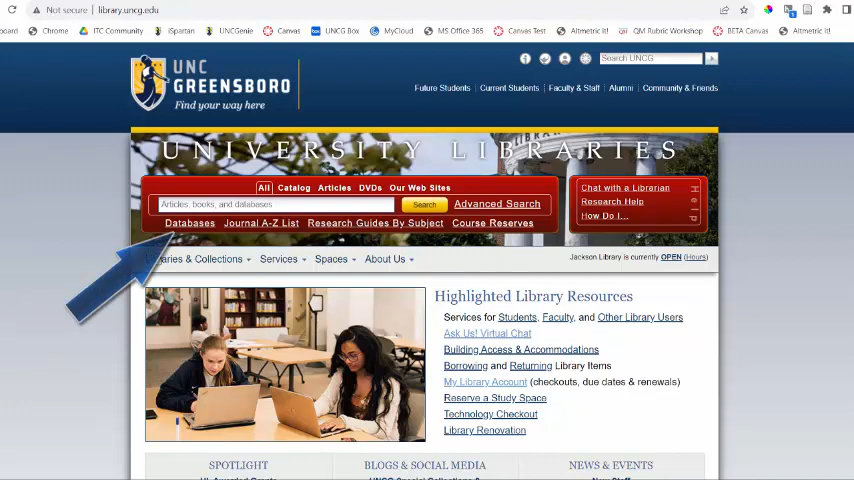 Not secure | library.uncg.edu
board Chrome ITC Community iSpartan UNCGenie Canvas UNCG Box MyCloud MS Office 365 Canvas Test Altmetric it! QM Rubric Workshop BETA Canvas Altmetric it!
UNC
GREENSBORO
Find your way here
Search UNCG
Future Students Current Students Faculty & Staff Alumni Community & Friends
UNIVERSITY LIBRARIES
All Catalog Articles DVDs Our Web Sites
Articles, books, and databases Search Advanced Search
Databases Journal A-Z List Research Guides By Subject Course Reserves
Chat with a Librarian
Research Help
How Do I...
Help
Libraries & Collections Services Spaces About Us
Jackson Library is currently OPEN (Hours)
Highlighted Library Resources
Services for Students, Faculty, and Other Library Users
Ask Us! Virtual Chat
Building Access & Accommodations
Borrowing and Returning Library Items
My Library Account (checkouts, due dates & renewals)
Reserve a Study Space
Technology Checkout
Library Renovation
SPOTLIGHT BLOGS & SOCIAL MEDIA NEWS & EVENTS